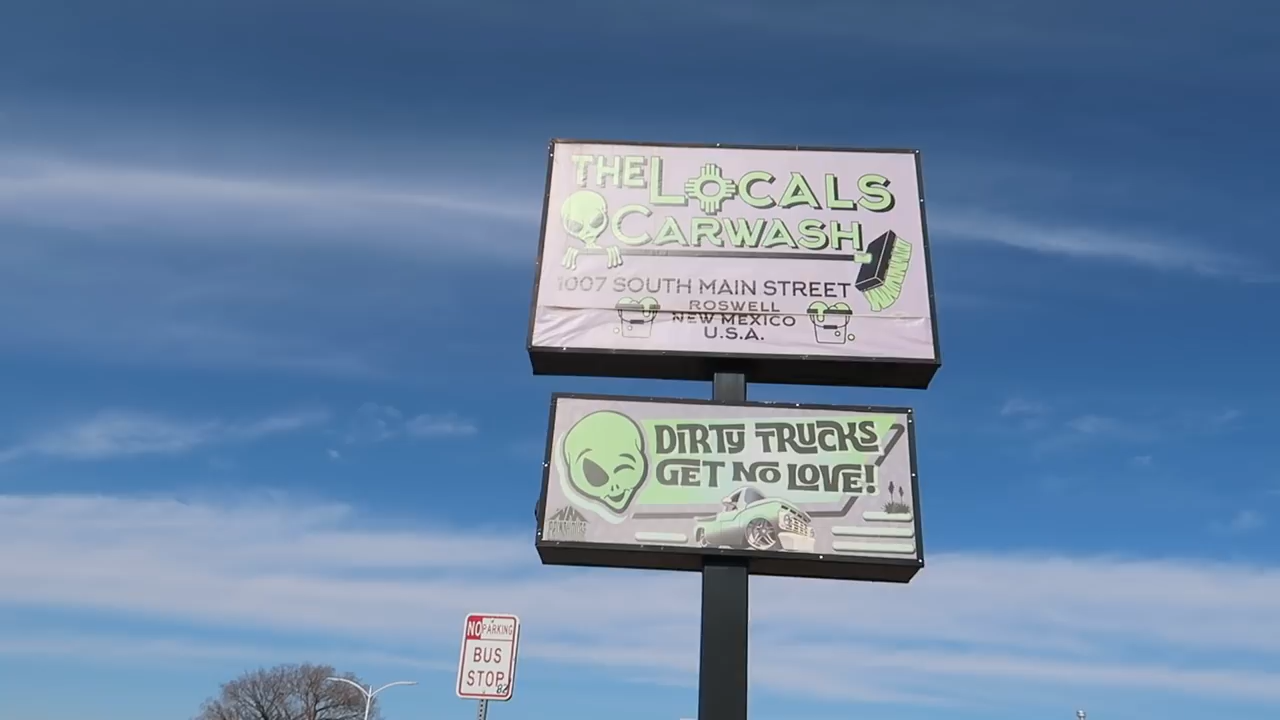 THE LOCALS
CARWASH
1007 SOUTH MAIN STREET
ROSWELL
NEW MEXICO
U.S.A.
DIRTY TRUCKS
GET NO LOVE!
NO PARKING
BUS
STOP